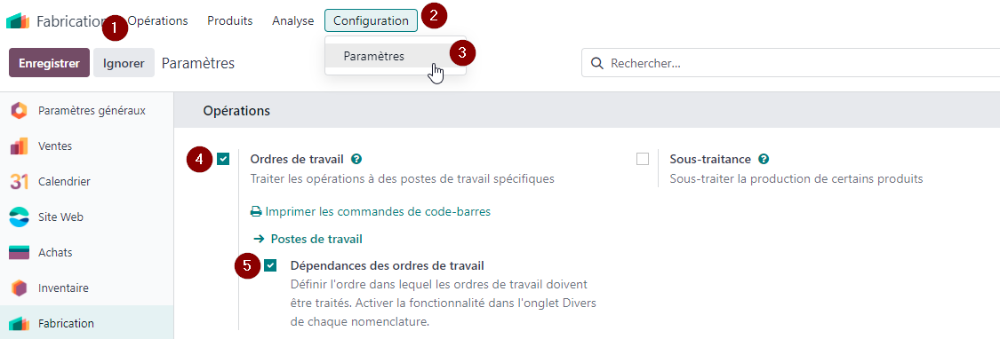 Fabrication
1
Opérations
Produits
Analyse
Configuration
2
Enregistrer
Ignorer
Paramètres
Paramètres
3
Rechercher...
Paramètres généraux
Ventes
31
Calendrier
Site Web
Achats
Inventaire
Fabrication
Opérations
4
Ordres de travail ?
Traiter les opérations à des postes de travail spécifiques
Imprimer les commandes de code-barres
→ Postes de travail
5
Dépendances des ordres de travail
Définir l'ordre dans lequel les ordres de travail doivent
être traités. Activer la fonctionnalité dans l'onglet Divers
de chaque nomenclature.
Sous-traitance ?
Sous-traiter la production de certains produits